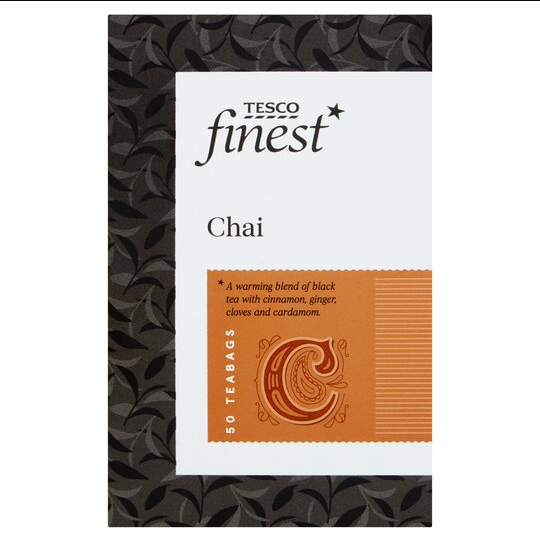 TESCO
finest*
Chai
* A warming blend of black
tea with cinnamon, ginger,
cloves and cardamom.
50 TEABAGS
C